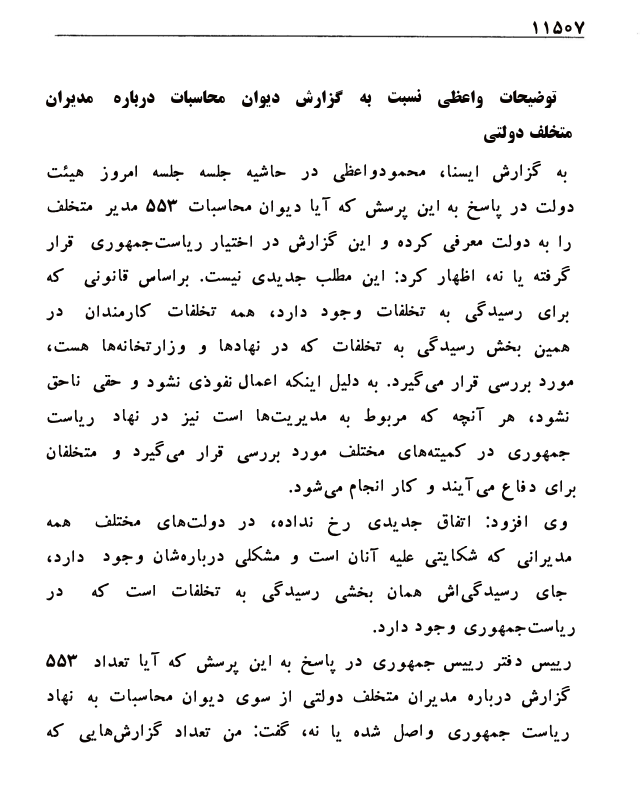 ۱۱۵۰۷
توضیحات واعظی نسبت به گزارش دیوان محاسبات درباره مدیران
متخلف دولتی
به گزارش ایسنا، محمودواعظی در حاشیه جلسه جلسه امروز هیئت
دولت در پاسخ به این پرسش که آیا دیوان محاسبات ۵۵۳ مدیر متخلف
را به دولت معرفی کرده و این گزارش در اختیار ریاست‌جمهوری قرار
گرفته یا نه، اظهار کرد: این مطلب جدیدی نیست. براساس قانونی که
برای رسیدگی به تخلفات وجود دارد، همه تخلفات کارمندان در
همین بخش رسیدگی به تخلفات که در نهادها و وزارتخانه‌ها هست،
مورد بررسی قرار می‌گیرد. به دلیل اینکه اعمال نفوذی نشود و حقی ناحق
نشود، هر آنچه که مربوط به مدیریت‌ها است نیز در نهاد ریاست
جمهوری در کمیته‌های مختلف مورد بررسی قرار می‌گیرد و متخلفان
برای دفاع می‌آیند و کار انجام می‌شود.
وی افزود: اتفاق جدیدی رخ نداده، در دولت‌های مختلف همه
مدیرانی که شکایتی علیه آنان است و مشکلی درباره‌شان وجود دارد،
جای رسیدگی‌اش همان بخشی رسیدگی به تخلفات است که در
ریاست‌جمهوری وجود دارد.
رییس دفتر رییس جمهوری در پاسخ به این پرسش که آیا تعداد ۵۵۳
گزارش درباره مدیران متخلف دولتی از سوی دیوان محاسبات به نهاد
ریاست جمهوری واصل شده یا نه، گفت: من تعداد گزارش‌هایی که